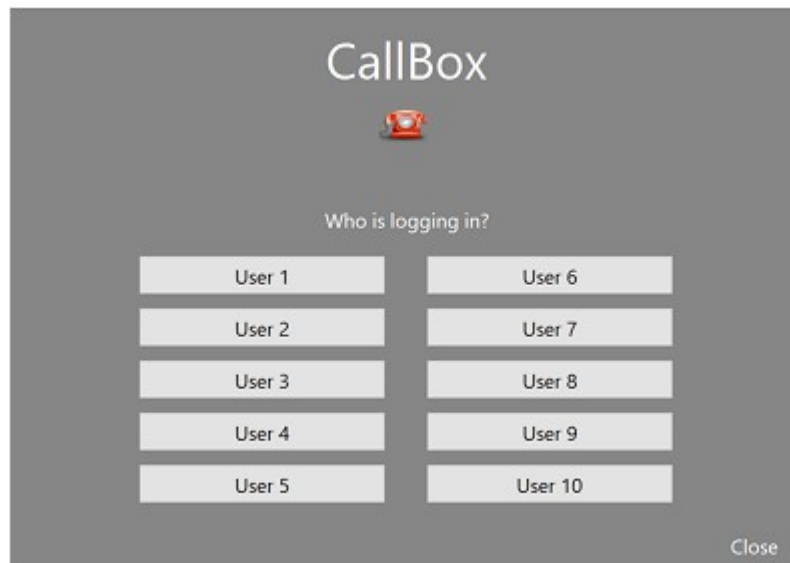 CallBox
Who is logging in?
User 1
User 6
User 2
User 7
User 3
User 8
User 4
User 9
User 5
User 10
Close